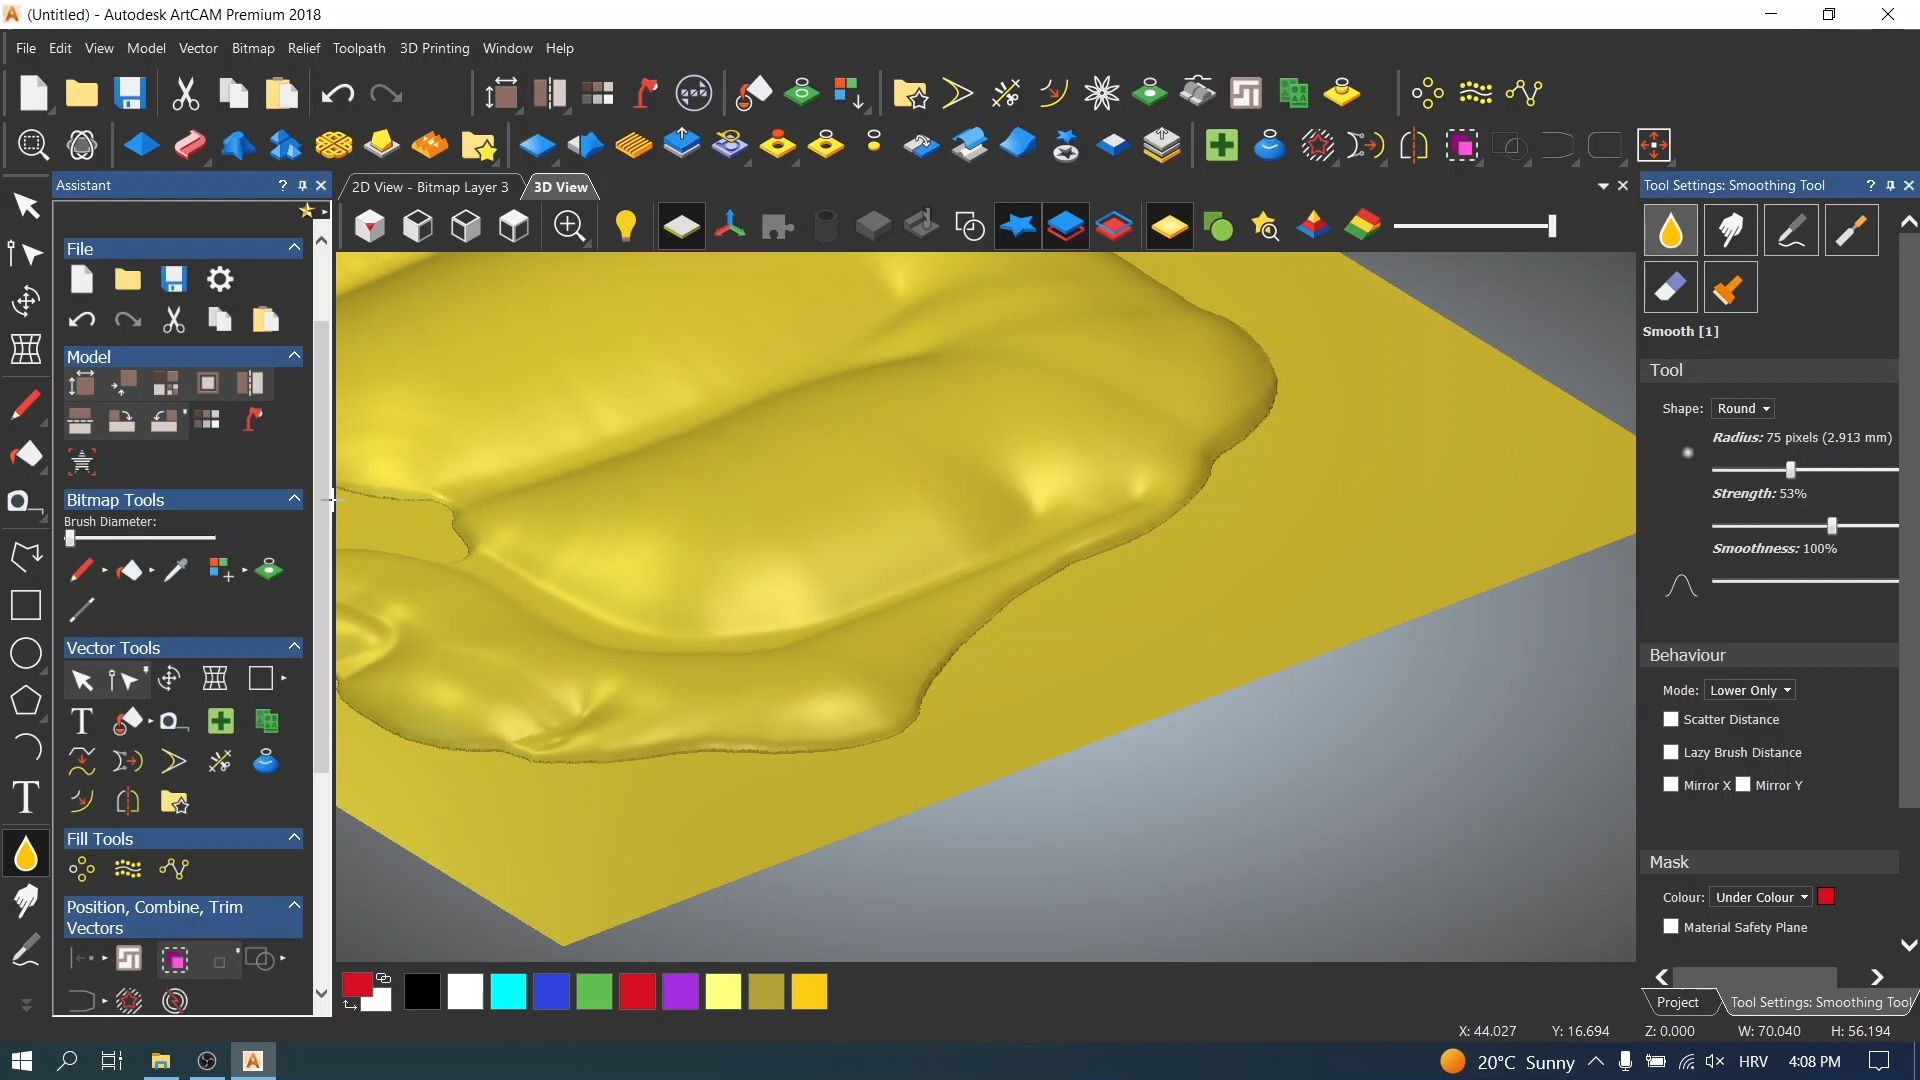 (Untitled) - Autodesk ArtCAM Premium 2018
File Edit View Model Vector Bitmap Relief Toolpath 3D Printing Window Help
Assistant
2D View - Bitmap Layer 3
3D View
Tool Settings: Smoothing Tool
File
Model
Bitmap Tools
Brush Diameter:
Vector Tools
Fill Tools
Position, Combine, Trim
Vectors
Smooth [1]
Tool
Shape: Round
Radius: 75 pixels (2.913 mm)
Strength: 53%
Smoothness: 100%
Behaviour
Mode: Lower Only
Scatter Distance
Lazy Brush Distance
Mirror X Mirror Y
Mask
Colour: Under Colour
Material Safety Plane
Project
Tool Settings: Smoothing Tool
X: 44.027 Y: 16.694 Z: 0.000 W: 70.040 H: 56.194
20°C Sunny HRV 4:08 PM